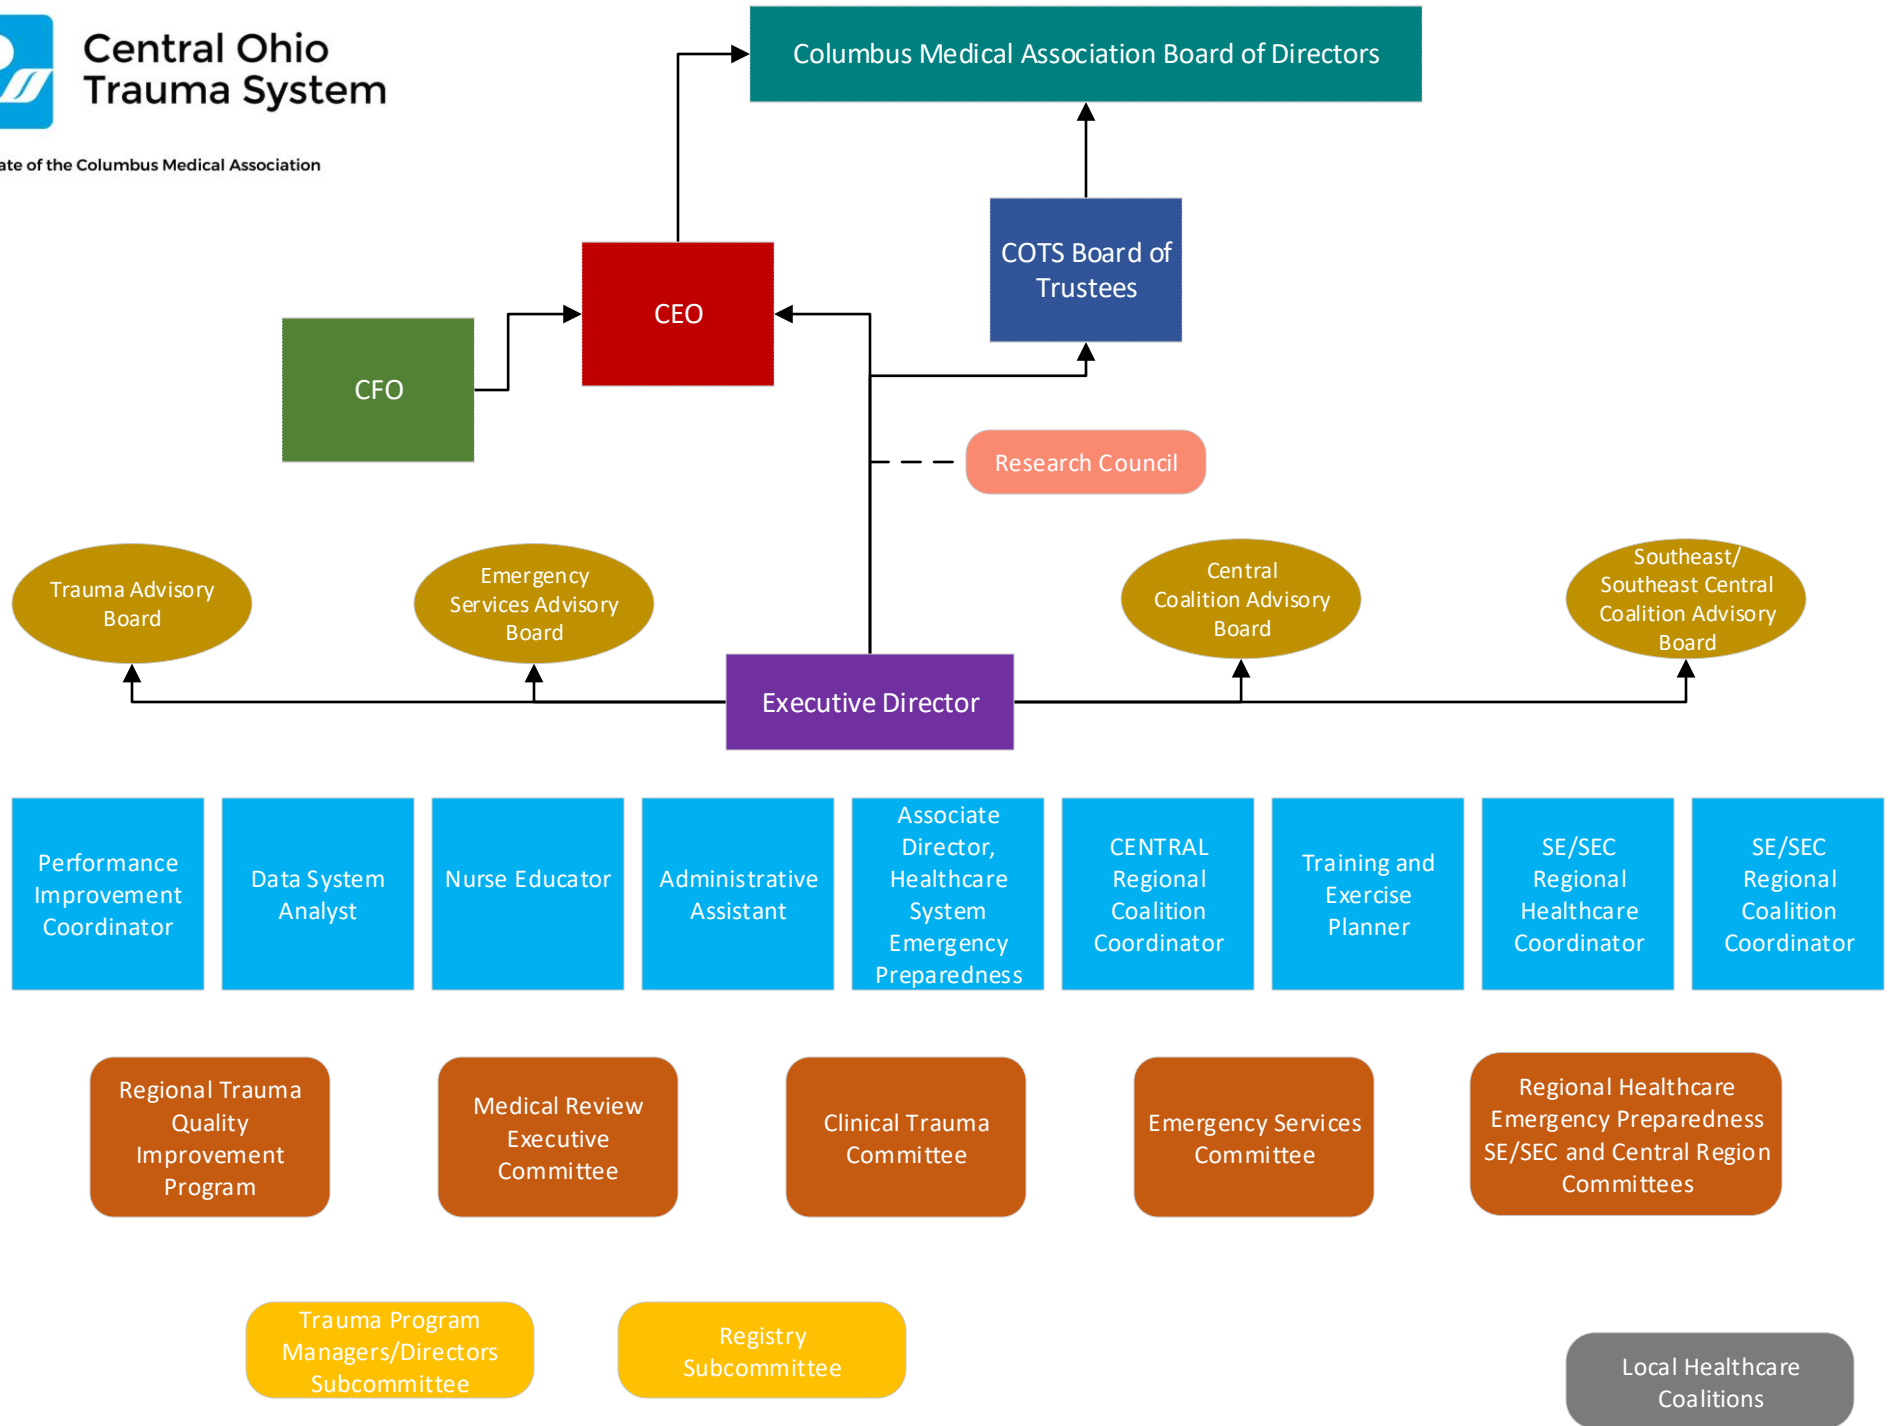 Central Ohio
Trauma System
ate of the Columbus Medical Association
Columbus Medical Association Board of Directors
COTS Board of
Trustees
CEO
CFO
Research Council
Trauma Advisory
Board
Emergency
Services Advisory
Board
Central
Coalition Advisory
Board
Southeast/
Southeast Central
Coalition Advisory
Board
Executive Director
Performance
Improvement
Coordinator
Data System
Analyst
Nurse Educator
Administrative
Assistant
Associate
Director,
Healthcare
System
Emergency
Preparedness
CENTRAL
Regional
Coalition
Coordinator
Training and
Exercise
Planner
SE/SEC
Regional
Healthcare
Coordinator
SE/SEC
Regional
Coalition
Coordinator
Regional Trauma
Quality
Improvement
Program
Medical Review
Executive
Committee
Clinical Trauma
Committee
Emergency Services
Committee
Regional Healthcare
Emergency Preparedness
SE/SEC and Central Region
Committees
Trauma Program
Managers/Directors
Subcommittee
Registry
Subcommittee
Local Healthcare
Coalitions